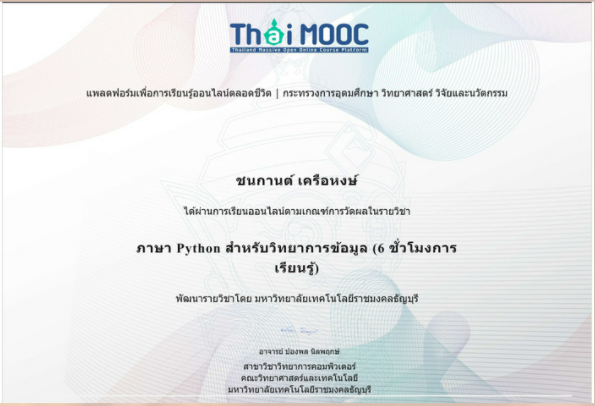 Thai MOOC
Thailand Massive Open Online Course Platform
แพลตฟอร์มเพื่อการเรียนรู้ออนไลน์ตลอดชีวิต | กระทรวงการอุดมศึกษา วิทยาศาสตร์ วิจัยและนวัตกรรม
ชนกานต์ เครือหงษ์
ได้ผ่านการเรียนออนไลน์ตามเกณฑ์การวัดผลในรายวิชา
ภาษา Python สำหรับวิทยาการข้อมูล (6 ชั่วโมงการ
เรียนรู้)
พัฒนารายวิชาโดย มหาวิทยาลัยเทคโนโลยีราชมงคลธัญบุรี
อาจารย์ ปองพล นิลพฤกษ์
สาขาวิชาวิทยาการคอมพิวเตอร์
คณะวิทยาศาสตร์และเทคโนโลยี
มหาวิทยาลัยเทคโนโลยีราชมงคลธัญบุรี